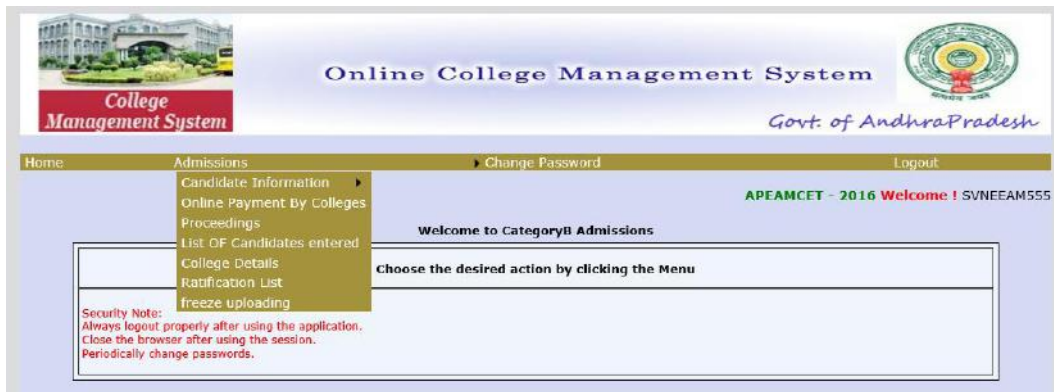 Online College Management System
College
Management System
Govt. of AndhraPradesh
Home Admissions Change Password Logout
Candidate Information
Online Payment By Colleges
Proceedings
List OF Candidates entered
College Details
Ratification List
freeze uploading
APEAMCET - 2016 Welcome ! SVNEEAM555
Welcome to CategoryB Admissions
Choose the desired action by clicking the Menu
Security Note:
Always logout properly after using the application.
Close the browser after using the session.
Periodically change passwords.